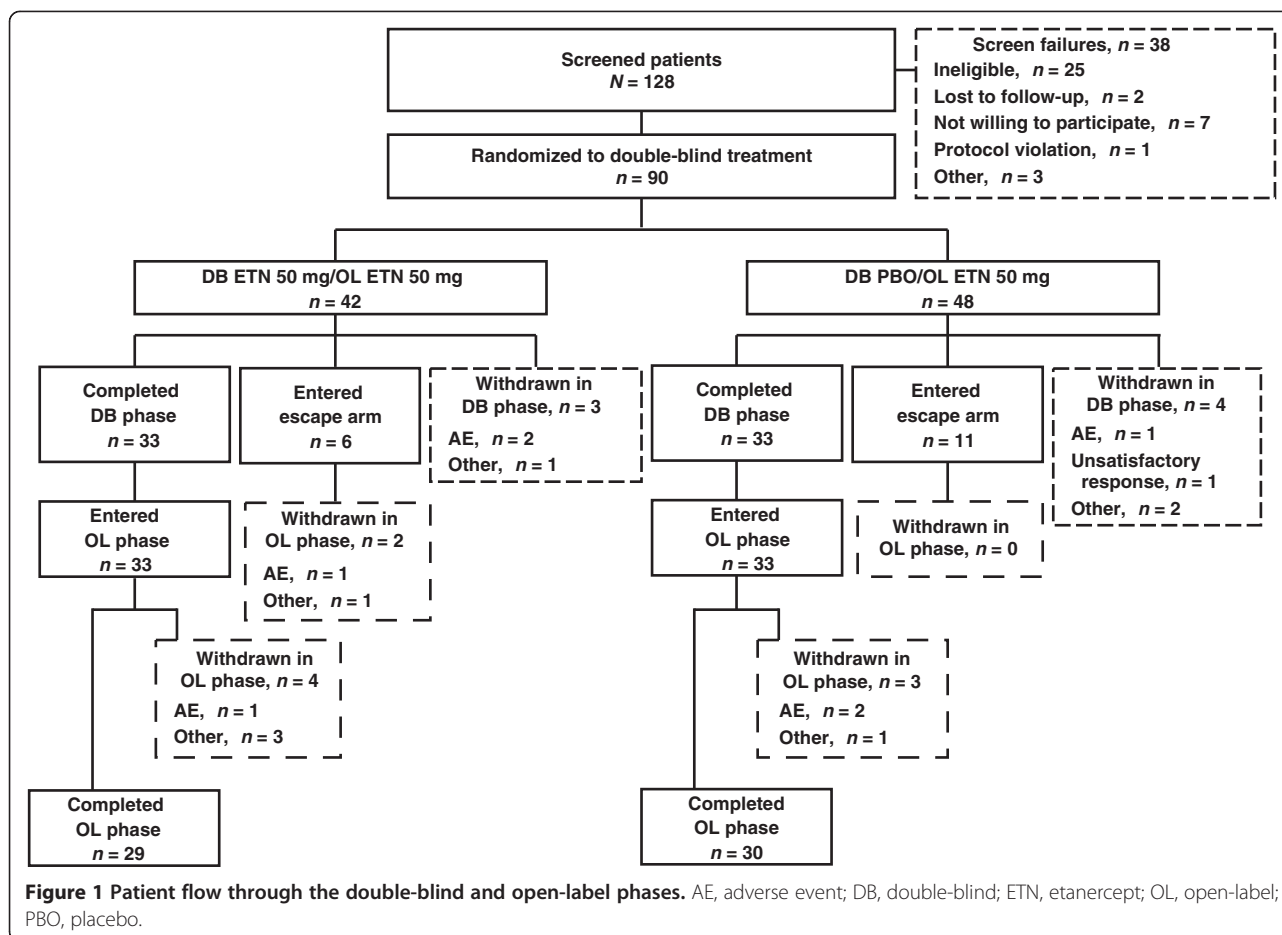 Screened patients
N = 128
Screen failures, n = 38
Ineligible, n = 25
Lost to follow-up, n = 2
Not willing to participate, n = 7
Protocol violation, n = 1
Other, n = 3
Randomized to double-blind treatment
n = 90
DB ETN 50 mg/OL ETN 50 mg
n = 42
DB PBO/OL ETN 50 mg
n = 48
Completed
DB phase
n = 33
Entered
escape arm
n = 6
Withdrawn in
DB phase, n = 3
AE, n = 2
Other, n = 1
Completed
DB phase
n = 33
Entered
escape arm
n = 11
Withdrawn in
DB phase, n = 4
AE, n = 1
Unsatisfactory
response, n = 1
Other, n = 2
Entered
OL phase
n = 33
Withdrawn in
OL phase, n = 2
AE, n = 1
Other, n = 1
Entered
OL phase
n = 33
Withdrawn in
OL phase, n = 0
Withdrawn in
OL phase, n = 4
AE, n = 1
Other, n = 3
Withdrawn in
OL phase, n = 3
AE, n = 2
Other, n = 1
Completed
OL phase
n = 29
Completed
OL phase
n = 30
Figure 1 Patient flow through the double-blind and open-label phases. AE, adverse event; DB, double-blind; ETN, etanercept; OL, open-label;
PBO, placebo.